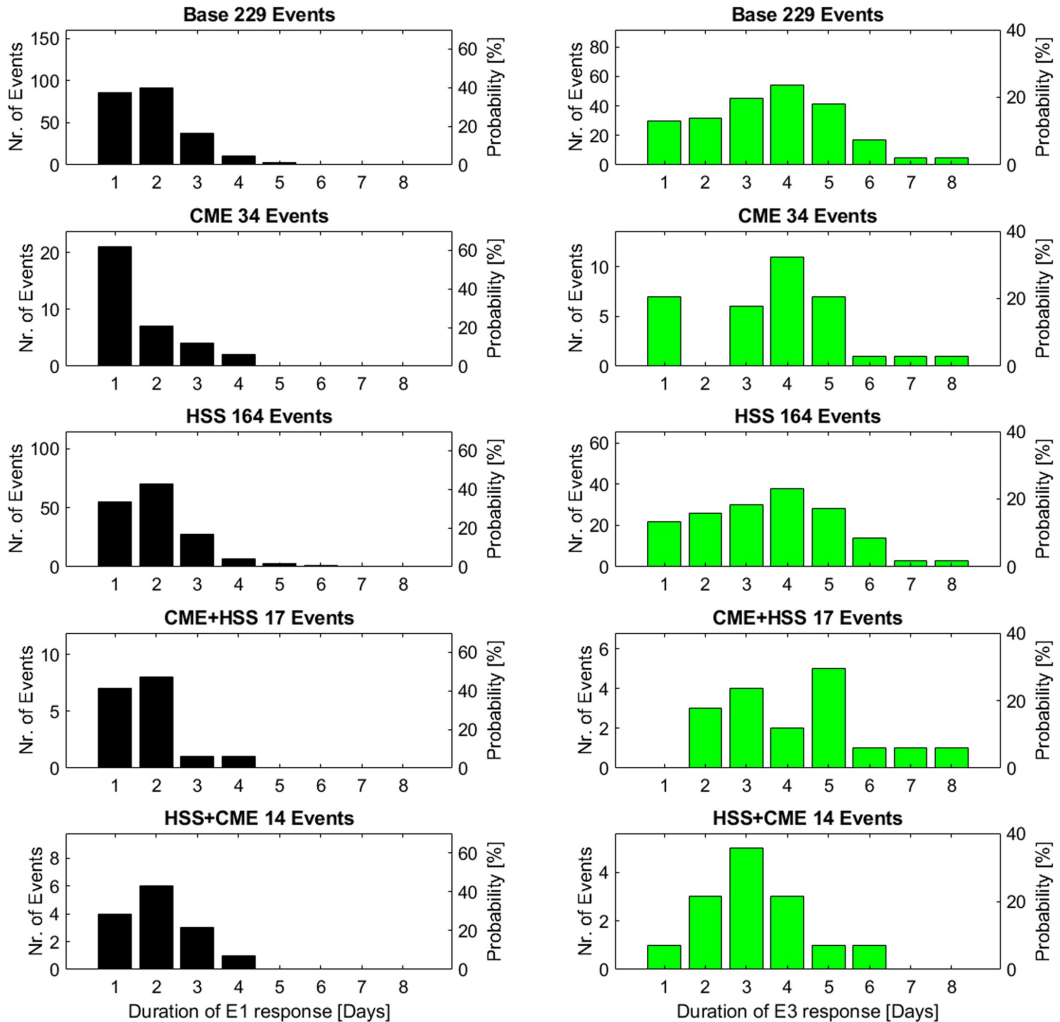 Base 229 Events
Nr. of Events
150
100
50
0
60
40
20
0
Probability [%]
1 2 3 4 5 6 7 8
Base 229 Events
Nr. of Events
80
60
40
20
0
40
20
0
Probability [%]
1 2 3 4 5 6 7 8
CME 34 Events
Nr. of Events
20
10
0
60
40
20
0
Probability [%]
1 2 3 4 5 6 7 8
CME 34 Events
Nr. of Events
10
5
0
40
20
0
Probability [%]
1 2 3 4 5 6 7 8
HSS 164 Events
Nr. of Events
100
50
0
60
40
20
0
Probability [%]
1 2 3 4 5 6 7 8
HSS 164 Events
Nr. of Events
60
40
20
0
40
20
0
Probability [%]
1 2 3 4 5 6 7 8
CME+HSS 17 Events
Nr. of Events
10
5
0
60
40
20
0
Probability [%]
1 2 3 4 5 6 7 8
CME+HSS 17 Events
Nr. of Events
6
4
2
0
40
20
0
Probability [%]
1 2 3 4 5 6 7 8
HSS+CME 14 Events
Nr. of Events
8
6
4
2
0
60
40
20
0
Probability [%]
1 2 3 4 5 6 7 8
Duration of E1 response [Days]
HSS+CME 14 Events
Nr. of Events
4
2
0
40
20
0
Probability [%]
1 2 3 4 5 6 7 8
Duration of E3 response [Days]